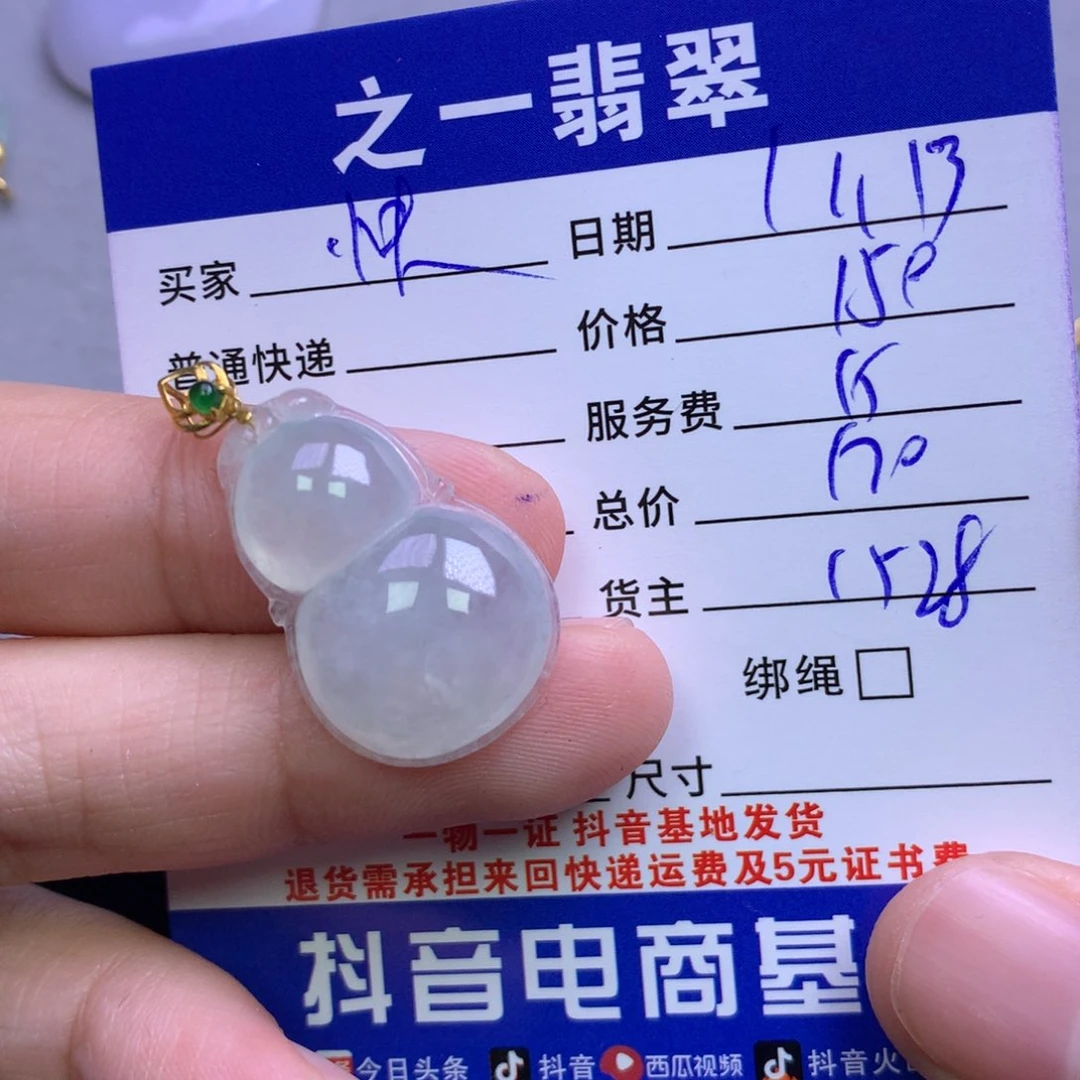 之一翡翠
买家 日期 11 13
普通快递 价格 150
服务费
总价 170
货主 1528
绑绳
尺寸
一物一证 抖音基地发货
退货需承担来回快递运费及5元证书费
抖音电商基
今日头条 抖音 西瓜视频 抖音火